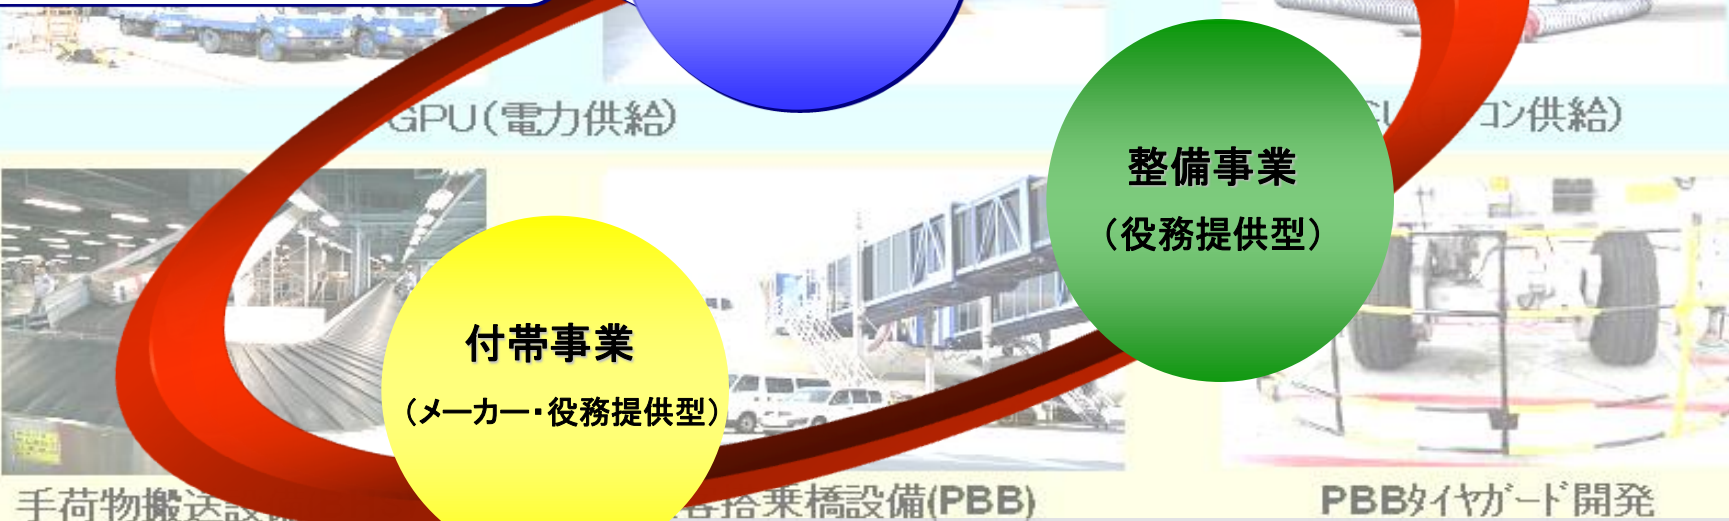 GPU(電力供給)
コン供給)
整備事業
(役務提供型)
付帯事業
(メーカー・役務提供型)
手荷物搬送設
客搭乗橋設備(PBB)
PBBタイヤガード開発